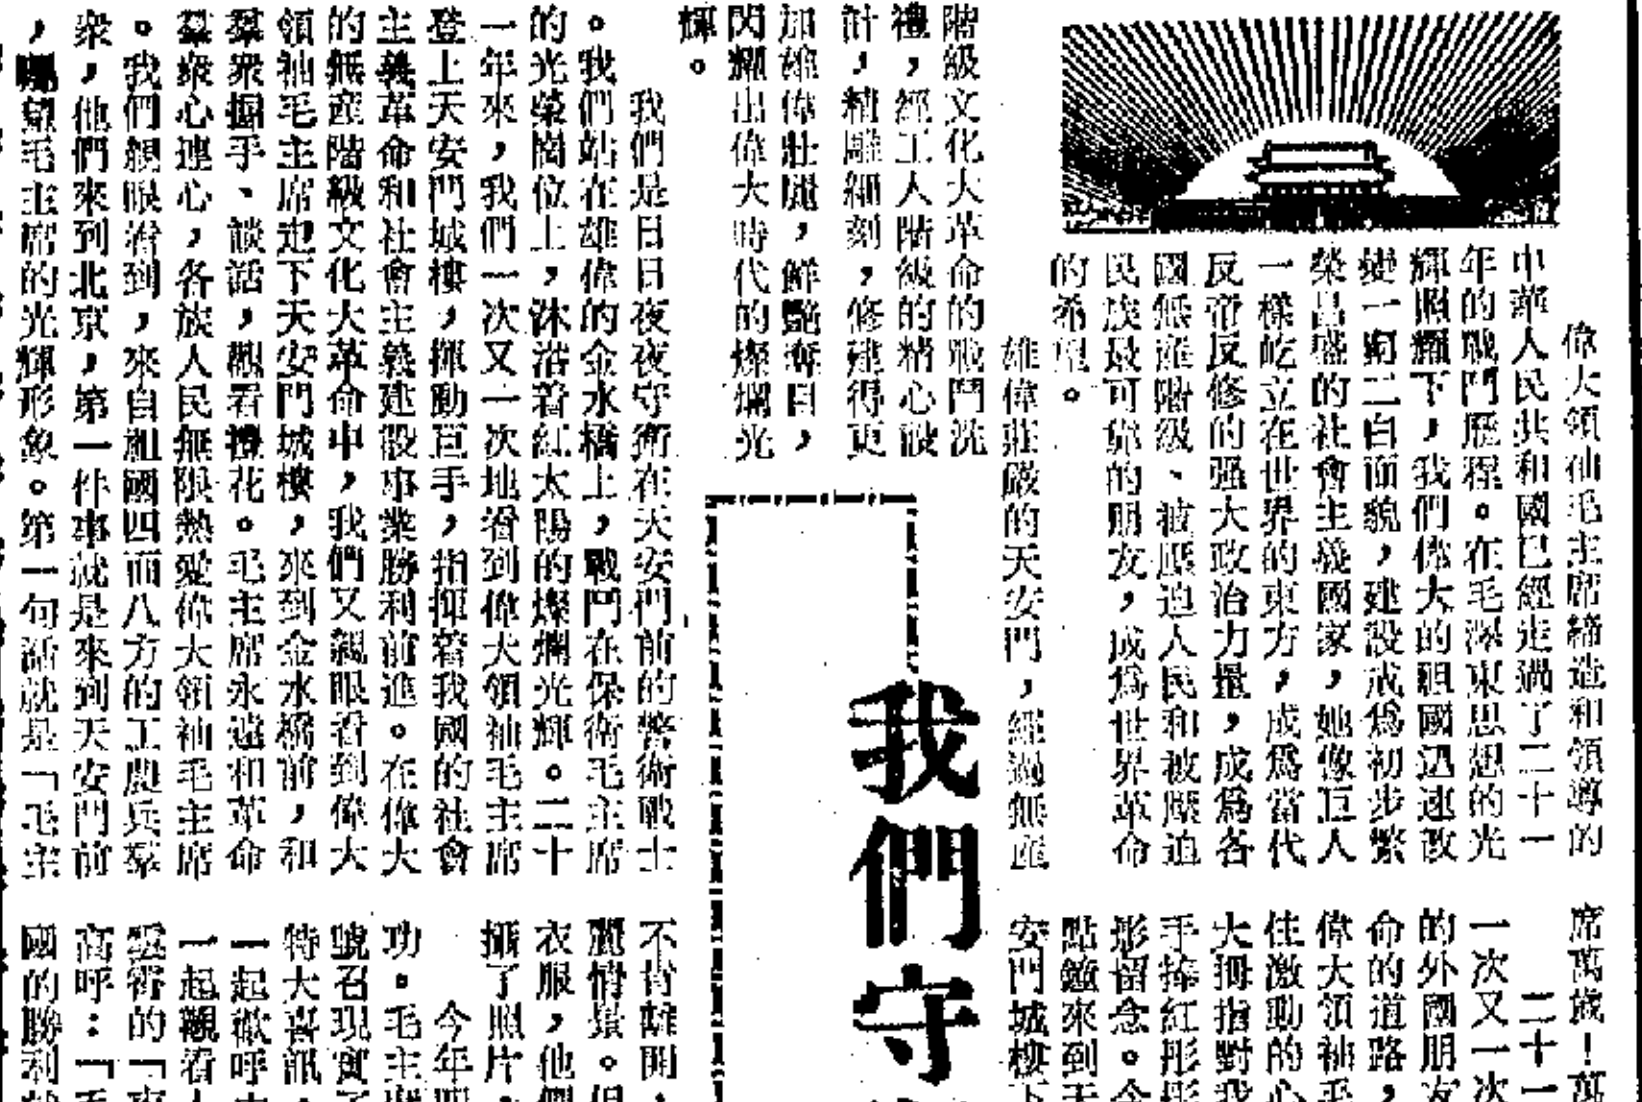 偉大領袖毛主席締造和領導的
中華人民共和國已經走過了二十一
年的戰鬥歷程。在毛澤東思想的光
輝照耀下，我們偉大的祖國迅速改
變一窮二白面貌，建設成爲初步繁
榮昌盛的社會主義國家，她像巨人
一樣屹立在世界的東方，成爲當代
反帝反修的强大政治力量，成爲各
國無產階級、被壓迫人民和被壓迫
民族最可靠的朋友，成爲世界革命
的希望。
雄偉莊嚴的天安門，經過無產
階級文化大革命的戰鬥洗
禮，經工人階級的精心設
計，精雕細刻，修建得更
加雄偉壯麗，鮮艷奪目，
閃耀出偉大時代的燦爛光
輝。
我們是日日夜夜守衛在天安門前的警衛戰士
。我們站在雄偉的金水橋上，戰鬥在保衛毛主席
的光榮崗位上，沐浴着紅太陽的燦爛光輝。二十
一年來，我們一次又一次地看到偉大領袖毛主席
登上天安門城樓，揮動巨手，指揮着我國的社會
主義革命和社會主義建設事業勝利前進。在偉大
的無產階級文化大革命中，我們又親眼看到偉大
領袖毛主席走下天安門城樓，來到金水橋前，和
羣衆握手、談話，觀看禮花。毛主席永遠和革命
羣衆心連心，各族人民無限熱愛偉大領袖毛主席
。我們親眼看到，來自祖國四面八方的工農兵羣
衆，他們來到北京，第一件事就是來到天安門前
，矚望毛主席的光輝形象。第一句話就是「毛主
我們守
席萬歲！萬
二十一
一次又一次
的外國朋友
命的道路，
偉大領袖毛
住激動的心
大拇指對我
手捧紅彤彤
形留念。今
點鐘來到天
安門城樓下
不肯離開，
麗情景。但
衣服，他們
攝了照片，
今年
功。毛主席
號召現實了
特大喜訊，
一起歡呼
一起觀看
雲霄的「東
高呼：「毛
國的勝利